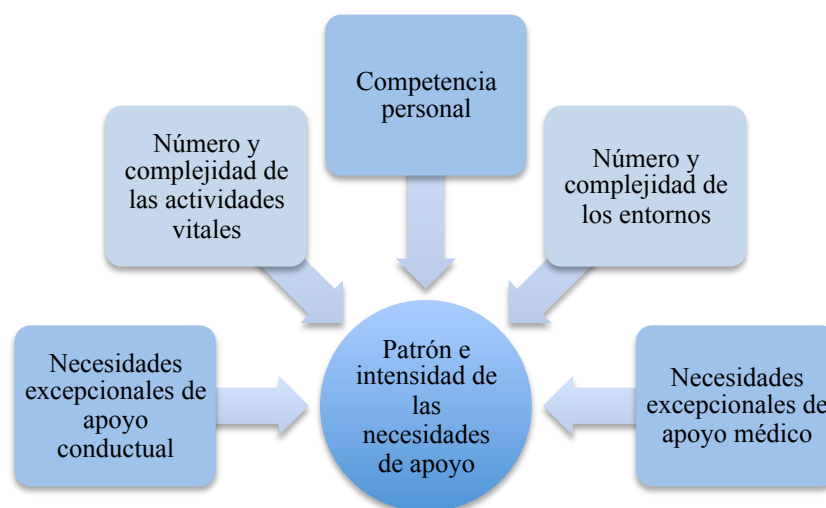 Competencia
personal
Número y
complejidad de
las actividades
vitales
Número y
complejidad de
los entornos
Necesidades
excepcionales de
apoyo
conductual
Patrón e
intensidad de
las
necesidades
de apoyo
Necesidades
excepcionales de
apoyo médico